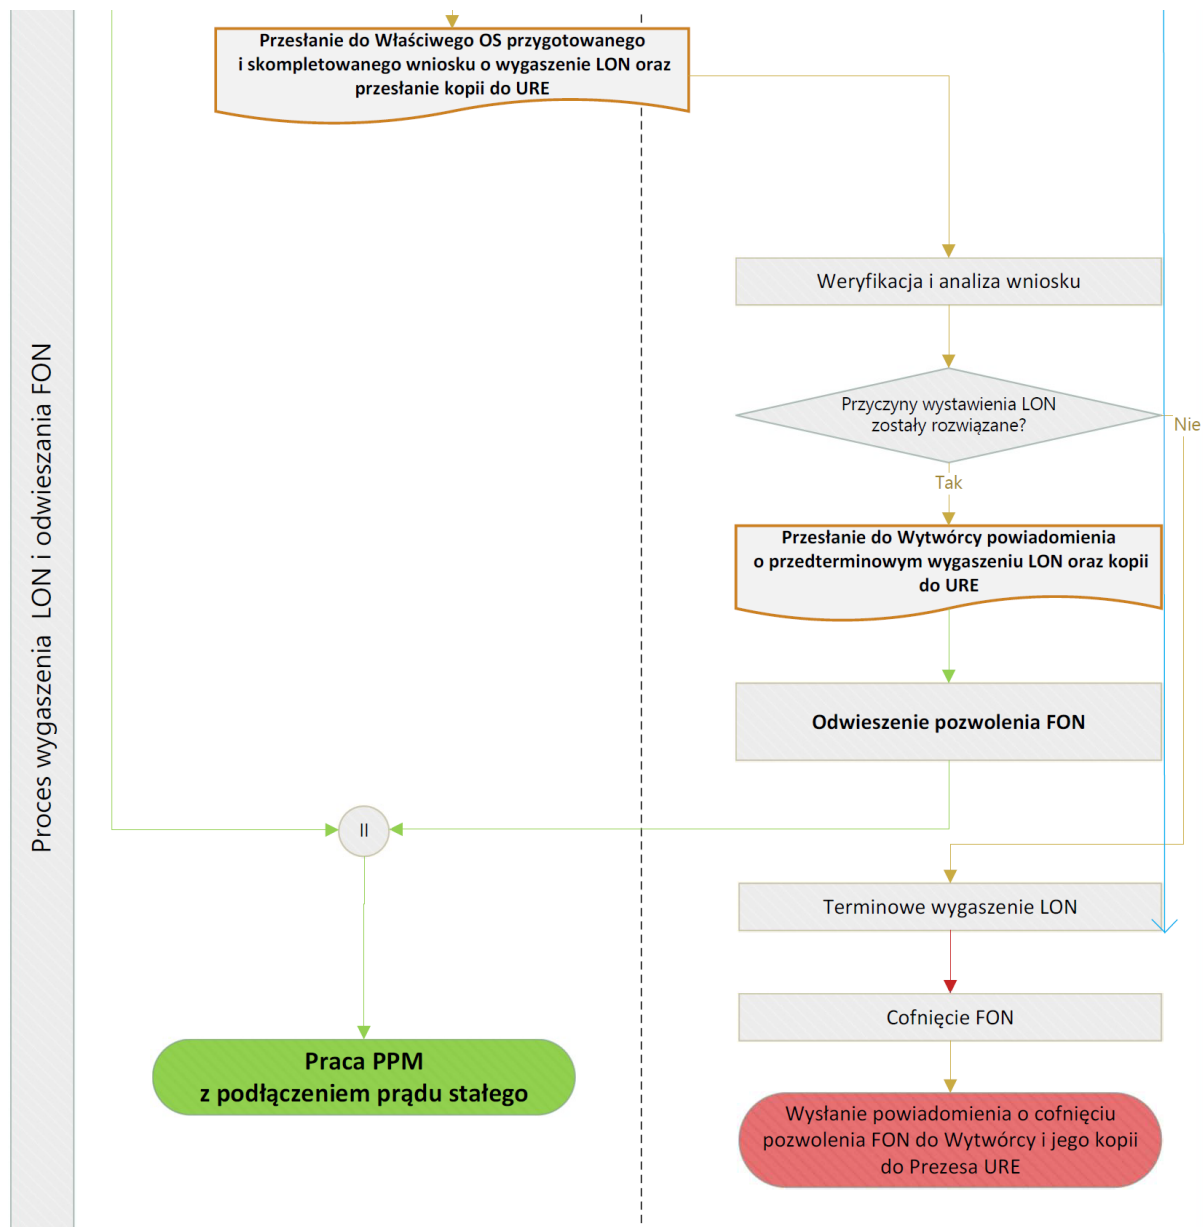 Proces wygaszenia  LON i odwieszania FON
Przesłanie do Właściwego OS przygotowanego
i skompletowanego wniosku o wygaszenie LON oraz
przesłanie kopii do URE
Weryfikacja i analiza wniosku
Przyczyny wystawienia LON
zostały rozwiązane?
Nie
Tak
Przesłanie do Wytwórcy powiadomienia
o przedterminowym wygaszeniu LON oraz kopii
do URE
Odwieszenie pozwolenia FON
II
Terminowe wygaszenie LON
Cofnięcie FON
Praca PPM
z podłączeniem prądu stałego
Wysłanie powiadomienia o cofnięciu
pozwolenia FON do Wytwórcy i jego kopii
do Prezesa URE